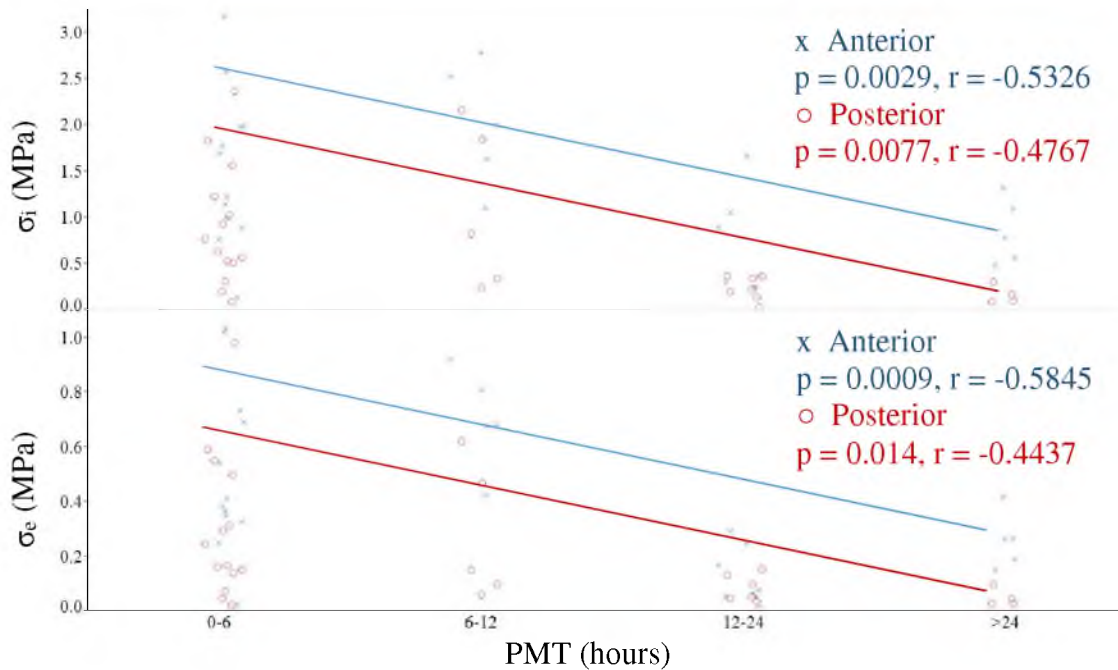 σi (MPa)
3.0
2.5
2.0
1.5
1.0
0.5
0.0
x Anterior
p = 0.0029, r = -0.5326
o Posterior
p = 0.0077, r = -0.4767
σe (MPa)
1.0
0.8
0.6
0.4
0.2
0.0
x Anterior
p = 0.0009, r = -0.5845
o Posterior
p = 0.014, r = -0.4437
0-6 6-12 12-24 >24
PMT (hours)